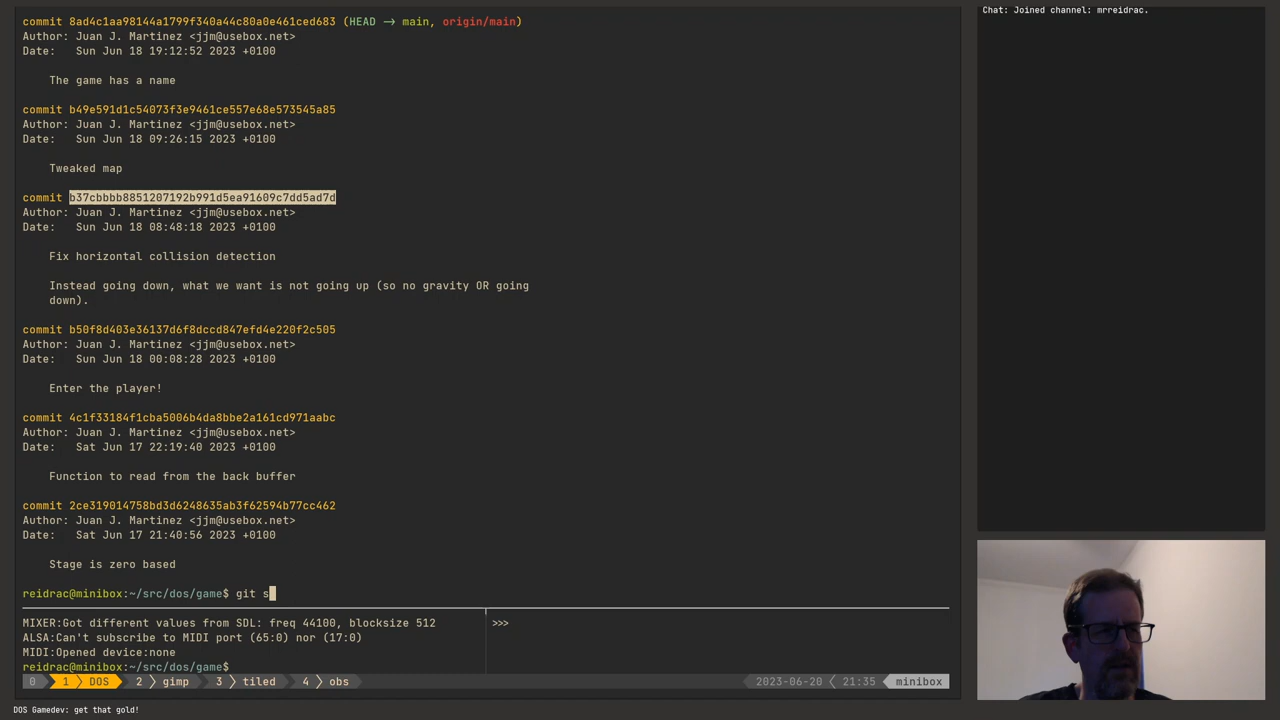 commit 8ad4c1aa98144a1799f340a44c80a0e461ced683 (HEAD -> main, origin/main)
Author: Juan J. Martinez <jjm@usebox.net>
Date:   Sun Jun 18 19:12:52 2023 +0100
    The game has a name
commit b49e591d1c54073f3e9461ce557e68e573545a85
Author: Juan J. Martinez <jjm@usebox.net>
Date:   Sun Jun 18 09:26:15 2023 +0100
    Tweaked map
commit b37cbbbb8851207192b991d5ea91609c7dd5ad7d
Author: Juan J. Martinez <jjm@usebox.net>
Date:   Sun Jun 18 08:48:18 2023 +0100
    Fix horizontal collision detection
    Instead going down, what we want is not going up (so no gravity OR going
    down).
commit b50f8d403e36137d6f8dccd847efd4e220f2c505
Author: Juan J. Martinez <jjm@usebox.net>
Date:   Sun Jun 18 00:08:28 2023 +0100
    Enter the player!
commit 4c1f33184f1cba5006b4da8bbe2a161cd971aabc
Author: Juan J. Martinez <jjm@usebox.net>
Date:   Sat Jun 17 22:19:40 2023 +0100
    Function to read from the back buffer
commit 2ce319014758bd3d6248635ab3f62594b77cc462
Author: Juan J. Martinez <jjm@usebox.net>
Date:   Sat Jun 17 21:40:56 2023 +0100
    Stage is zero based
reidrac@minibox:~/src/dos/game$ git s
MIXER:Got different values from SDL: freq 44100, blocksize 512
ALSA:Can't subscribe to MIDI port (65:0) nor (17:0)
MIDI:Opened device:none
reidrac@minibox:~/src/dos/game$
>>>
0 1 DOS 2 gimp 3 tiled 4 obs 2023-06-20 21:35 minibox
DOS Gamedev: get that gold!
Chat: Joined channel: mrreidrac.